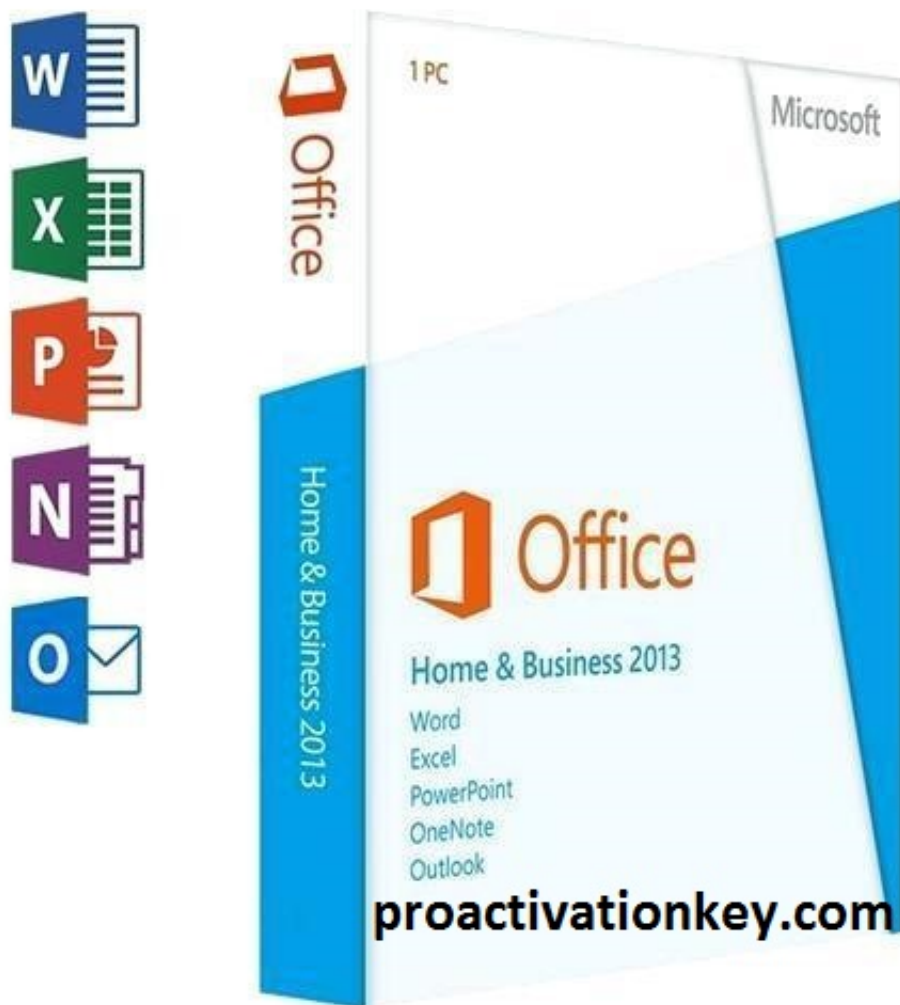 W
X
P
N
O
Office
Home & Business 2013
1 PC
Microsoft
Office
Home & Business 2013
Word
Excel
PowerPoint
OneNote
Outlook
proactivationkey.com